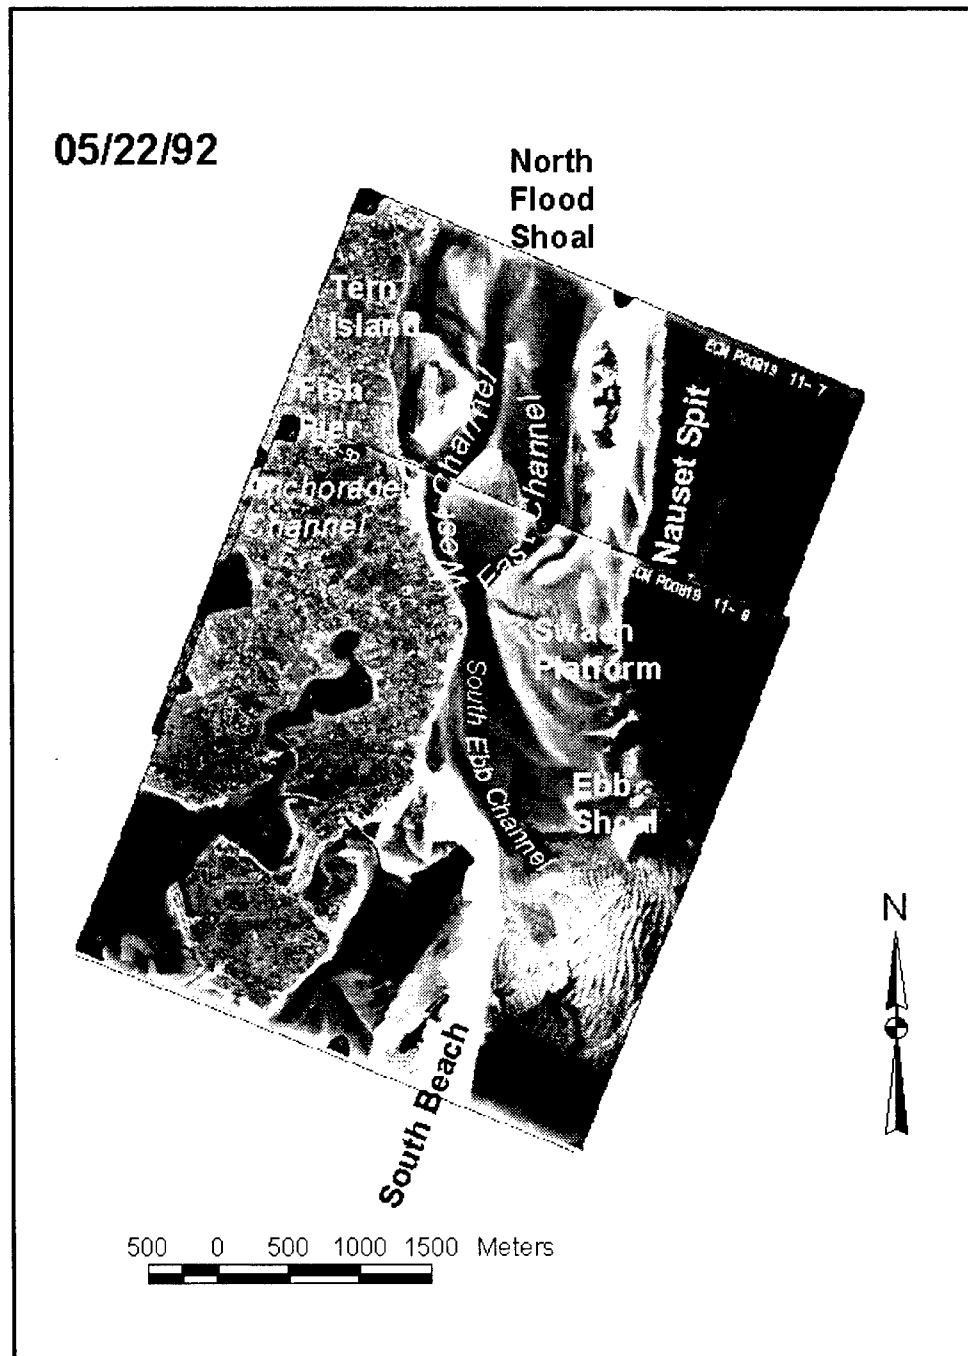 05/22/92
North
Flood
Shoal
Tern
Island
Fish
Pier
Anchorage
Channel
West Channel
East Channel
Nauset Spit
Swash
Platform
South Ebb Channel
Ebb
Shoal
South Beach
N
500 0 500 1000 1500 Meters